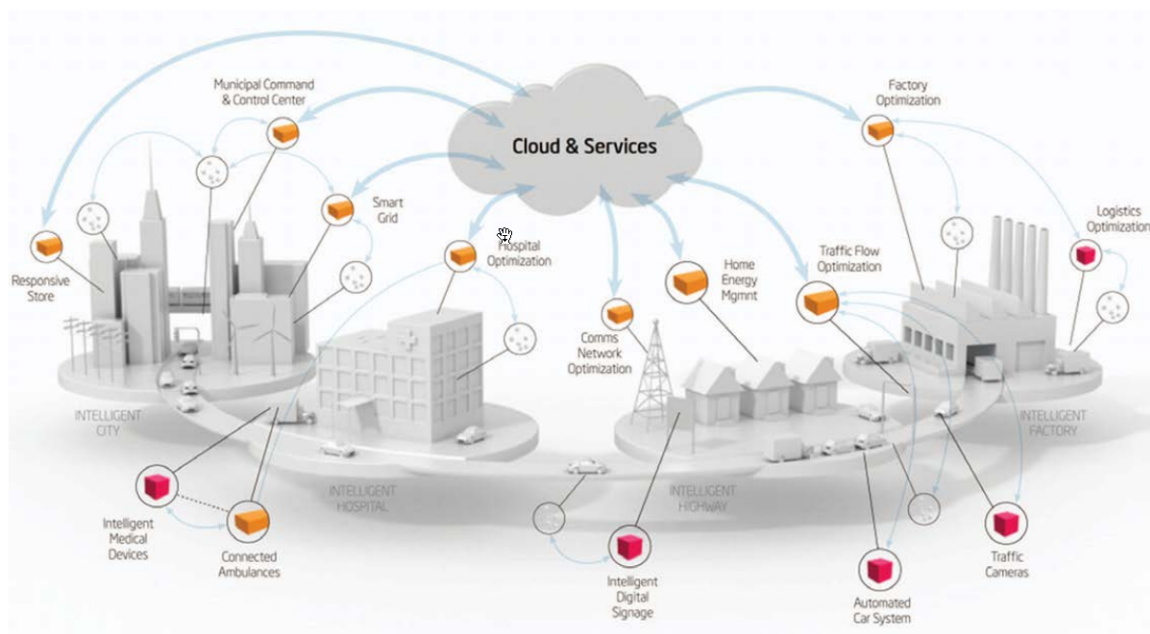 Municipal Command
& Control Center
Factory
Optimization
Cloud & Services
Smart
Grid
Logistics
Optimization
Responsive
Store
Hospital
Optimization
Home
Energy
Mgmnt
Traffic Flow
Optimization
Comms
Network
Optimization
INTELLIGENT
CITY
INTELLIGENT
FACTORY
INTELLIGENT
HOSPITAL
INTELLIGENT
HIGHWAY
Intelligent
Medical
Devices
Connected
Ambulances
Intelligent
Digital
Signage
Automated
Car System
Traffic
Cameras